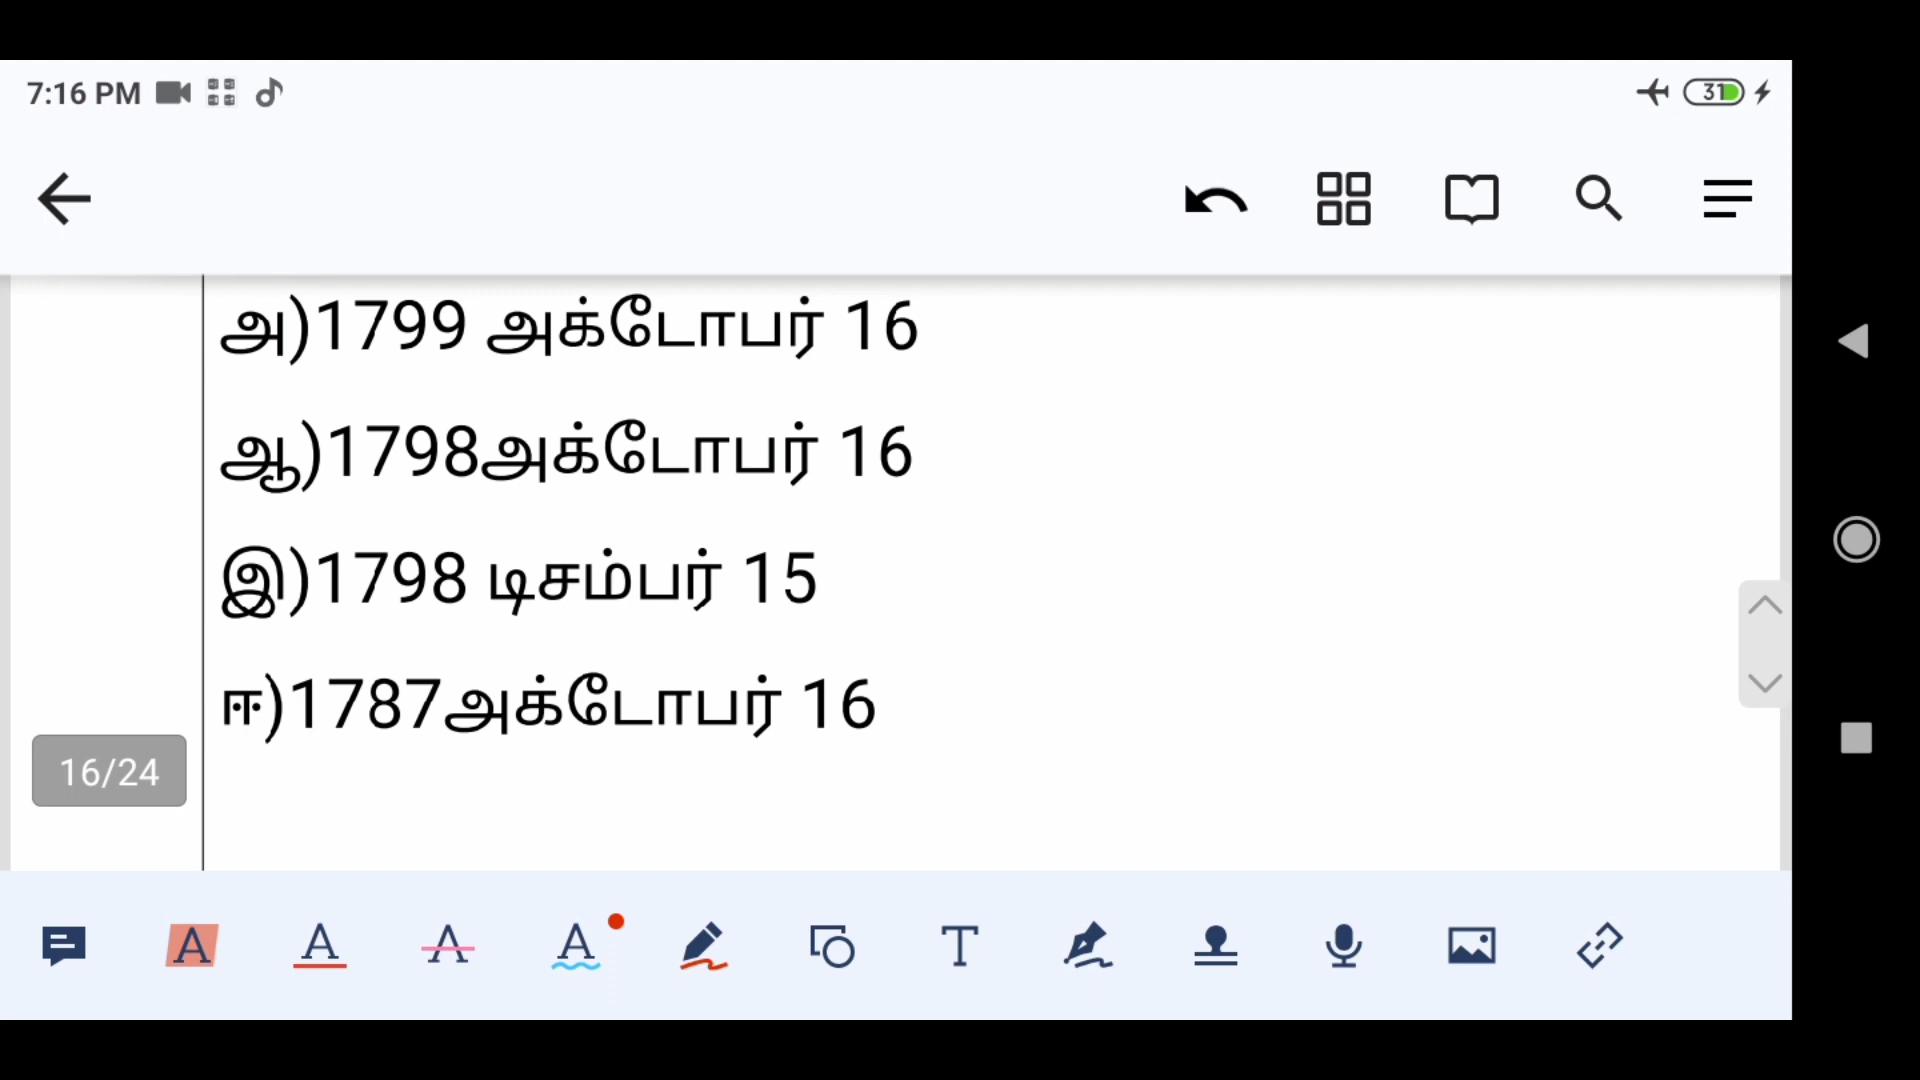 7:16 PM
31
அ)1799 அக்டோபர் 16
ஆ)1798அக்டோபர் 16
இ)1798 டிசம்பர் 15
ஈ)1787அக்டோபர் 16
16/24